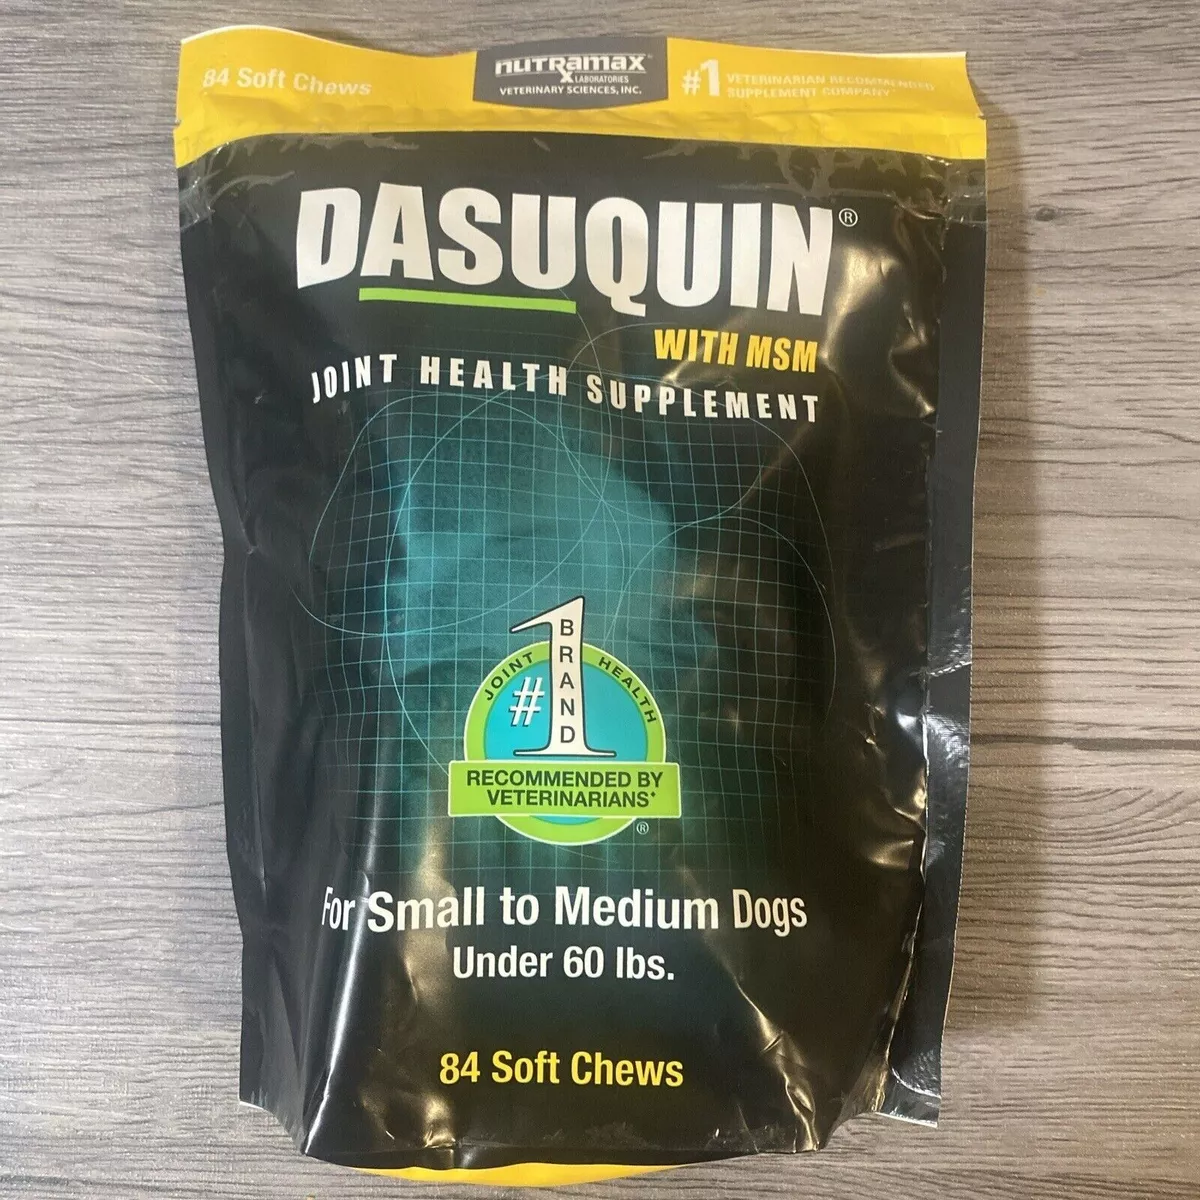 84 Soft Chews
nutramax
LABORATORIES
VETERINARY SCIENCES, INC.
#1 VETERINARIAN RECOMMENDED
SUPPLEMENT COMPANY
DASUQUIN®
WITH MSM
JOINT HEALTH SUPPLEMENT
JOINT HEALTH
#1
BRAND
RECOMMENDED BY
VETERINARIANS*
®
For Small to Medium Dogs
Under 60 lbs.
84 Soft Chews